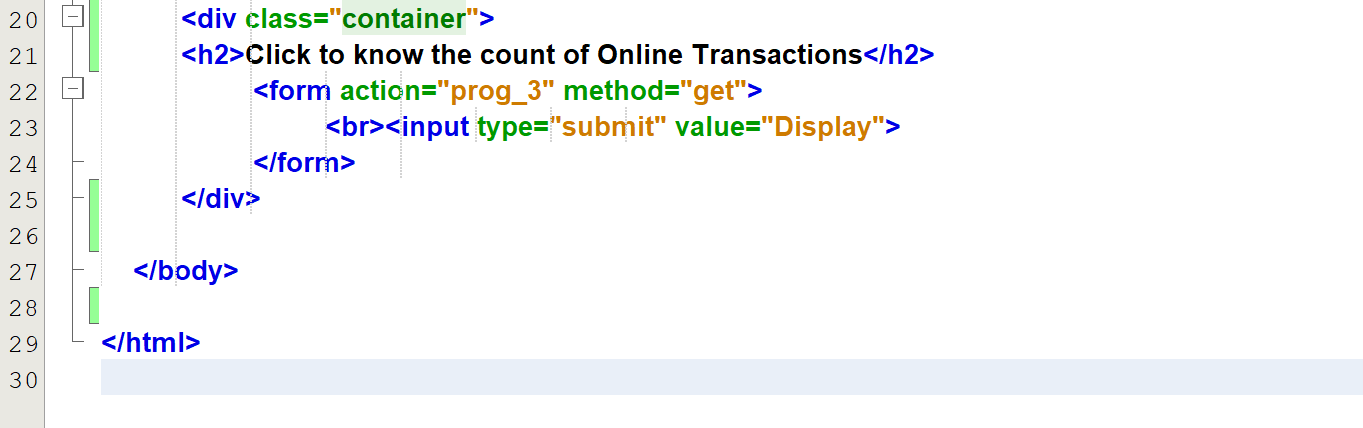 20 <div class="container">
21 <h2>Click to know the count of Online Transactions</h2>
22 <form action="prog_3" method="get">
23 <br><input type="submit" value="Display">
24 </form>
25 </div>
26
27 </body>
28
29 </html>
30